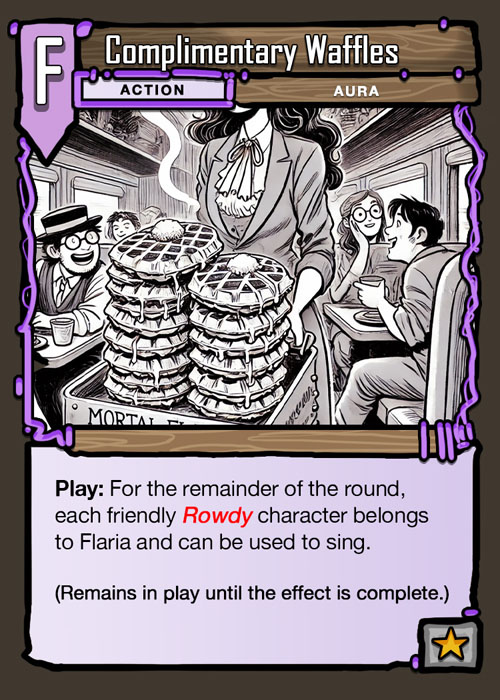 F
Complimentary Waffles
ACTION
AURA
MORTAL
Play: For the remainder of the round,
each friendly Rowdy character belongs
to Flaria and can be used to sing.
(Remains in play until the effect is complete.)